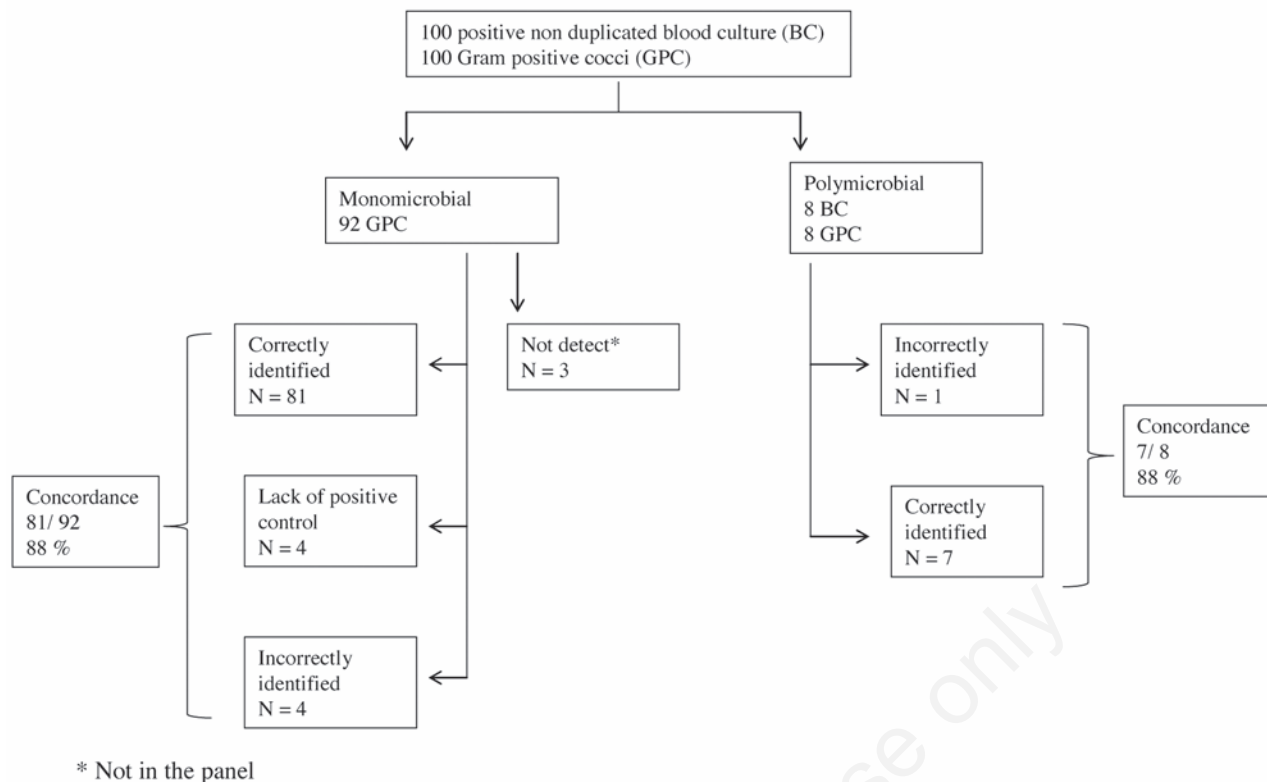 100 positive non duplicated blood culture (BC)
100 Gram positive cocci (GPC)
Monomicrobial
92 GPC
Polymicrobial
8 BC
8 GPC
Correctly
identified
N = 81
Not detect*
N = 3
Incorrectly
identified
N = 1
Concordance
7/ 8
88 %
Concordance
81/ 92
88 %
Lack of positive
control
N = 4
Correctly
identified
N = 7
Incorrectly
identified
N = 4
* Not in the panel
se only